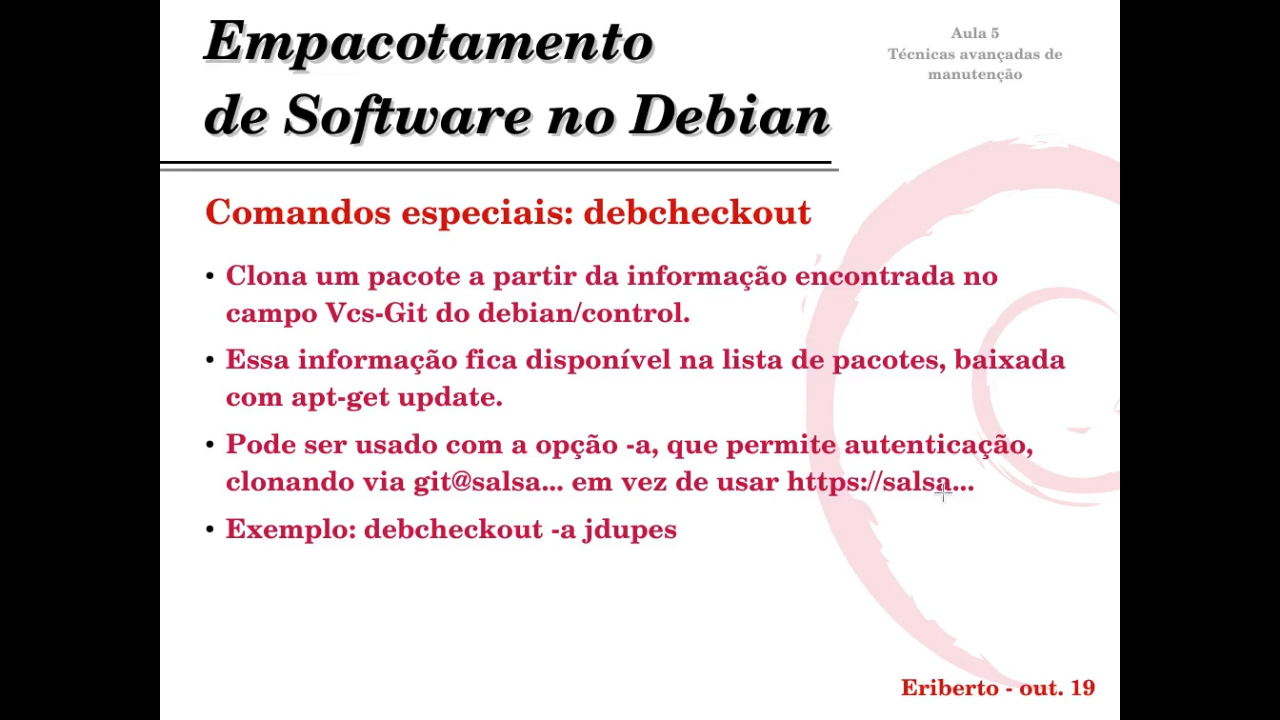 Empacotamento
de Software no Debian
Aula 5
Técnicas avançadas de
manutenção
Comandos especiais: debcheckout
• Clona um pacote a partir da informação encontrada no
campo Vcs-Git do debian/control.
• Essa informação fica disponível na lista de pacotes, baixada
com apt-get update.
• Pode ser usado com a opção -a, que permite autenticação,
clonando via git@salsa... em vez de usar https://salsa...
• Exemplo: debcheckout -a jdupes
Eriberto - out. 19